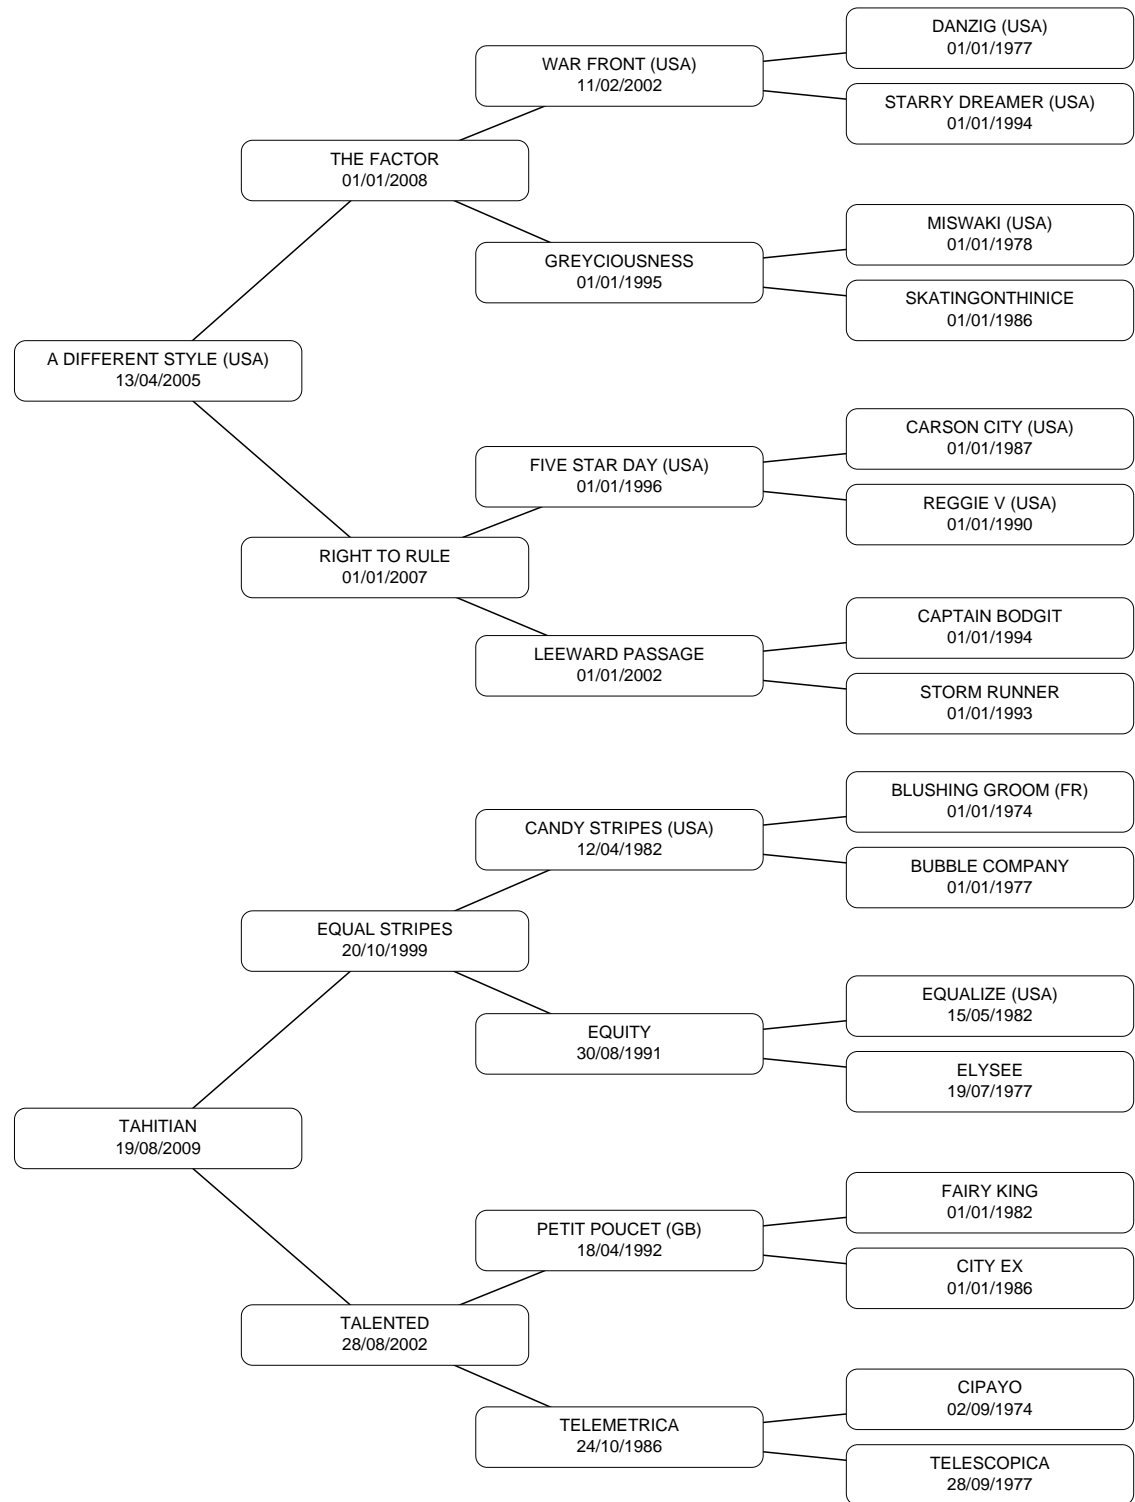 DANZIG (USA)
01/01/1977
WAR FRONT (USA)
11/02/2002
STARRY DREAMER (USA)
01/01/1994
THE FACTOR
01/01/2008
MISWAKI (USA)
01/01/1978
GREYCIOUSNESS
01/01/1995
SKATINGONTHINICE
01/01/1986
A DIFFERENT STYLE (USA)
13/04/2005
CARSON CITY (USA)
01/01/1987
FIVE STAR DAY (USA)
01/01/1996
REGGIE V (USA)
01/01/1990
RIGHT TO RULE
01/01/2007
CAPTAIN BODGIT
01/01/1994
LEEWARD PASSAGE
01/01/2002
STORM RUNNER
01/01/1993
BLUSHING GROOM (FR)
01/01/1974
CANDY STRIPES (USA)
12/04/1982
BUBBLE COMPANY
01/01/1977
EQUAL STRIPES
20/10/1999
EQUALIZE (USA)
15/05/1982
EQUITY
30/08/1991
ELYSEE
19/07/1977
TAHITIAN
19/08/2009
FAIRY KING
01/01/1982
PETIT POUCET (GB)
18/04/1992
CITY EX
01/01/1986
TALENTED
28/08/2002
CIPAYO
02/09/1974
TELEMETRICA
24/10/1986
TELESCOPICA
28/09/1977